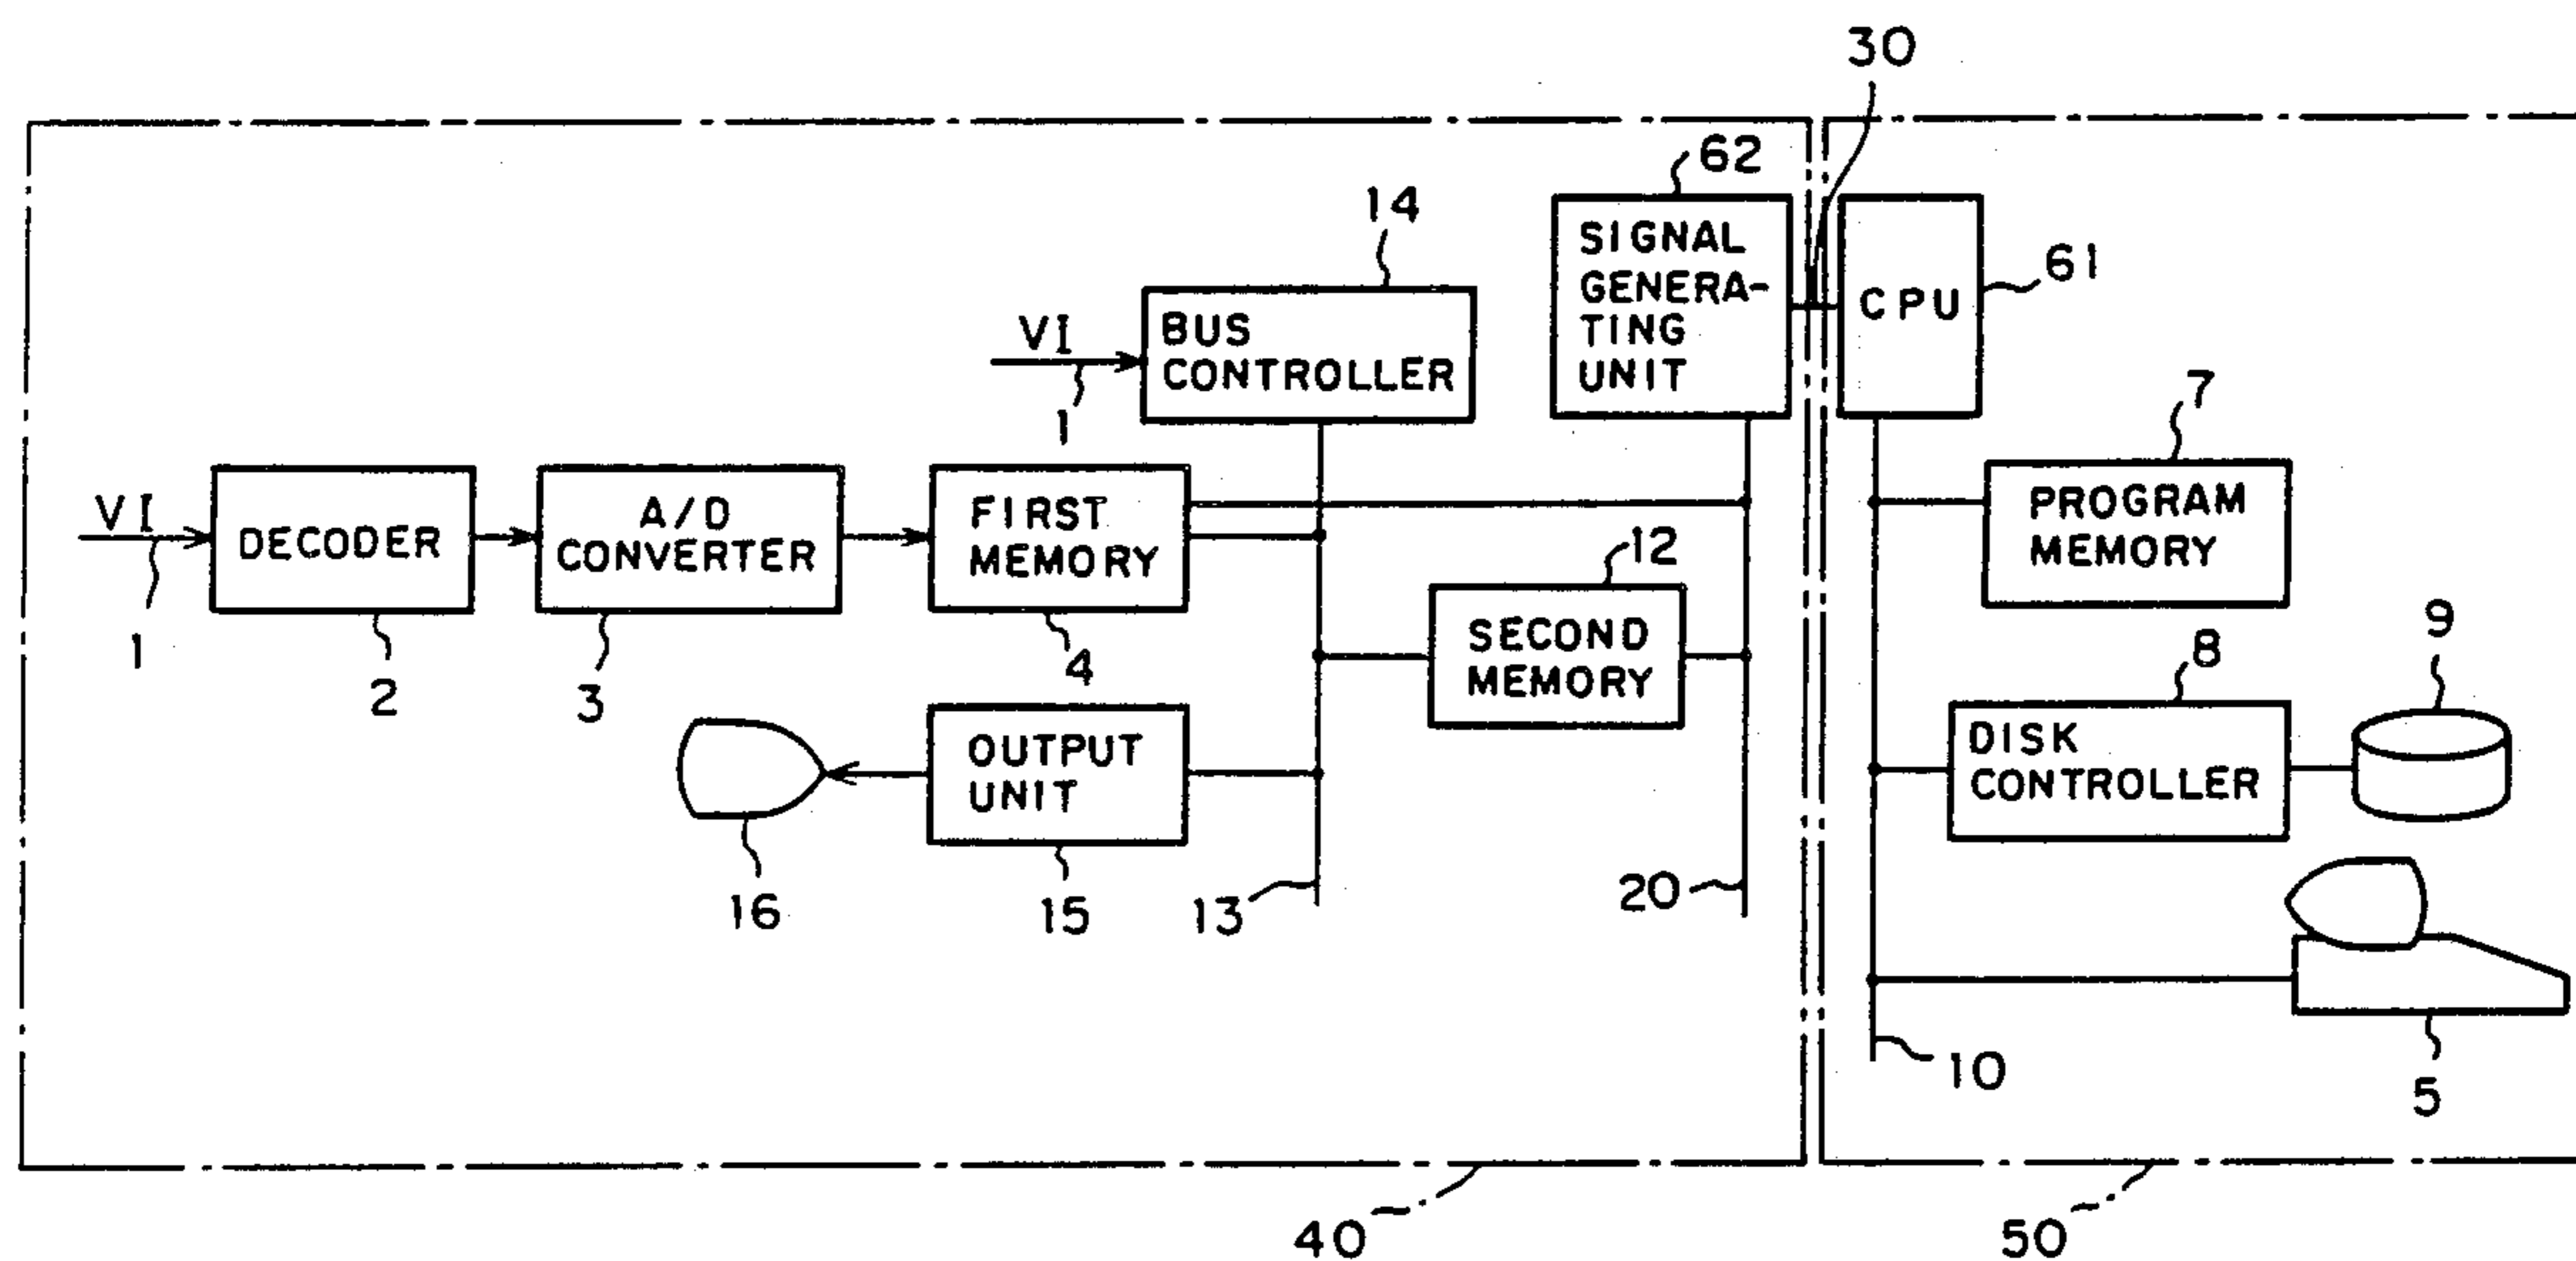 30
62
14
SIGNAL
GENERA-
TING
UNIT
CPU
61
VI
1
BUS
CONTROLLER
7
PROGRAM
MEMORY
VI
1
DECODER
2
A/D
CONVERTER
3
FIRST
MEMORY
4
12
SECOND
MEMORY
8
DISK
CONTROLLER
9
16
OUTPUT
UNIT
15
13
20
10
5
40
50